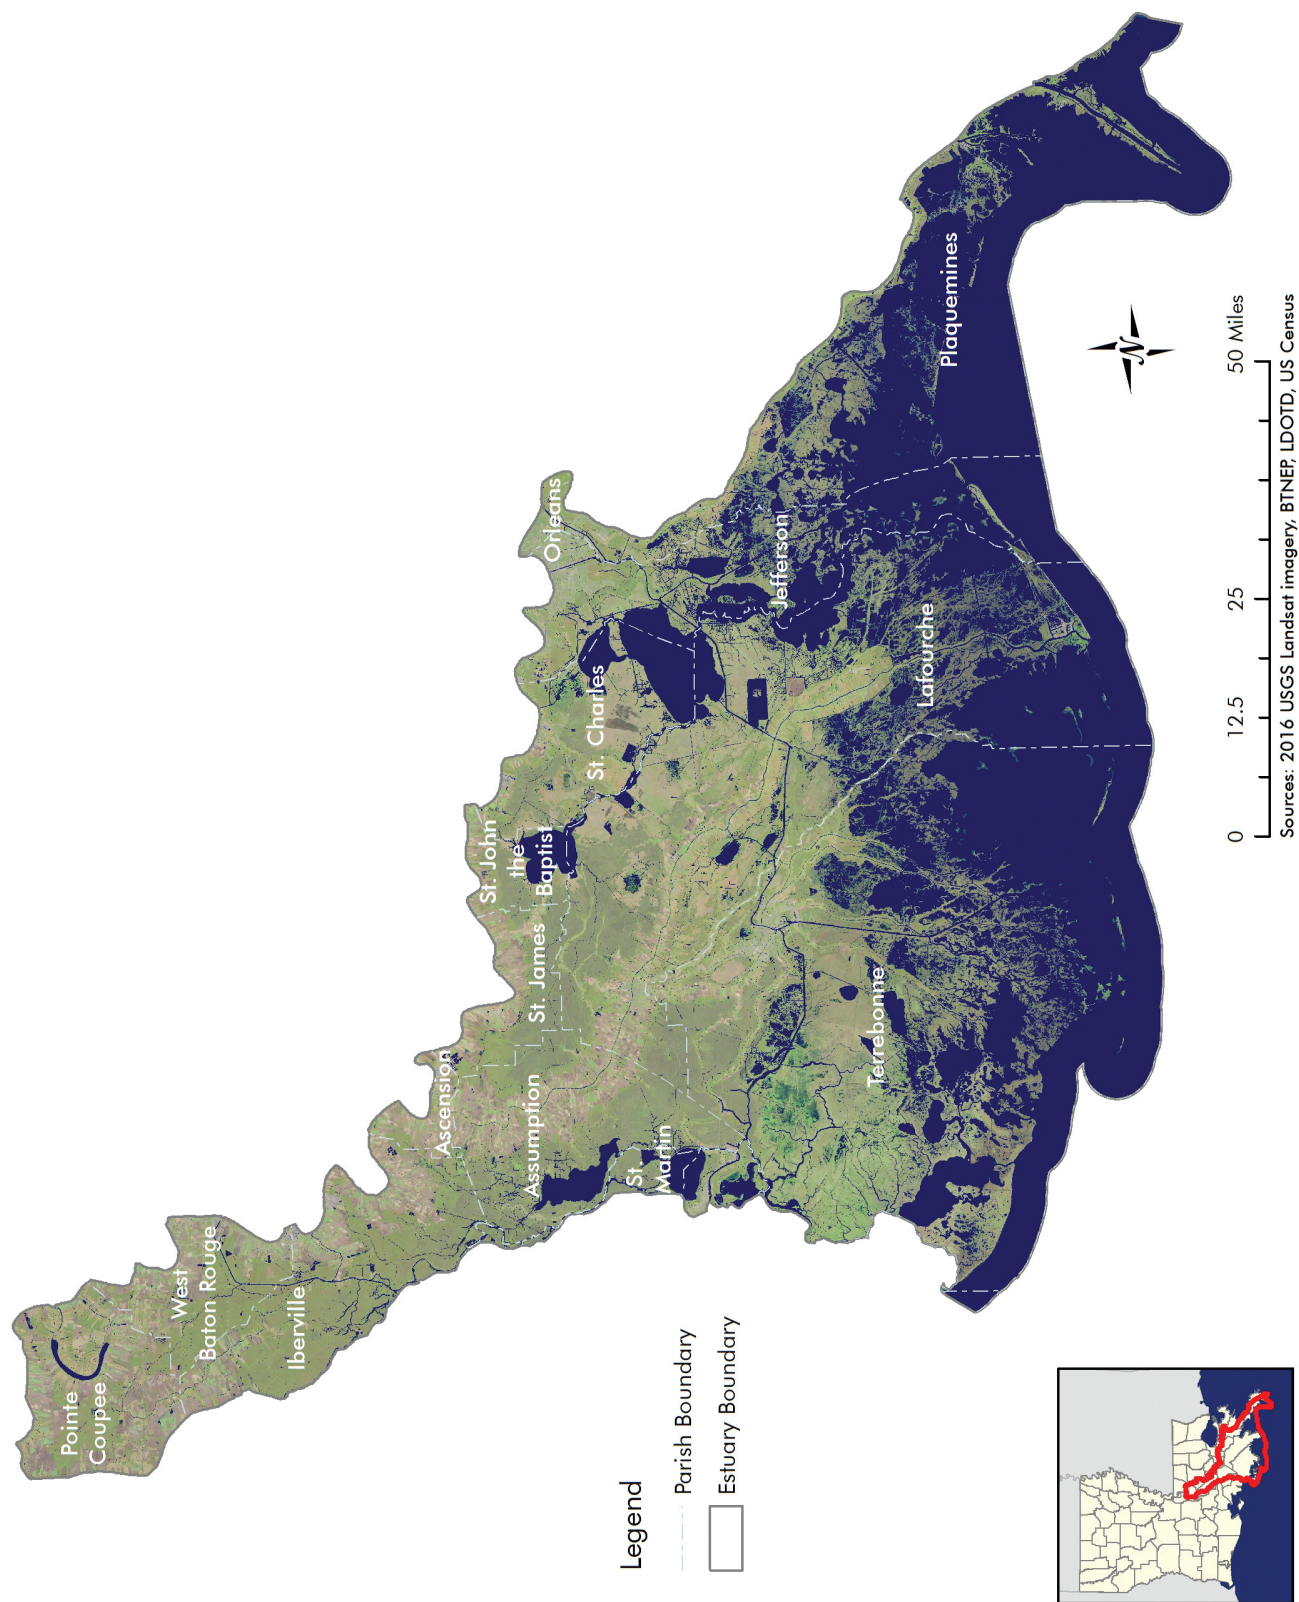 Pointe
Coupee
West
Baton Rouge
Iberville
Ascension
Assumption
St. James
St. John
the
Baptist
St. Charles
Orleans
St.
Martin
Jefferson
Terrebonne
Lafourche
Plaquemines
N
Legend
Parish Boundary
Estuary Boundary
0 12.5 25 50 Miles
Sources: 2016 USGS Landsat imagery, BTNEP, LDOTD, US Census